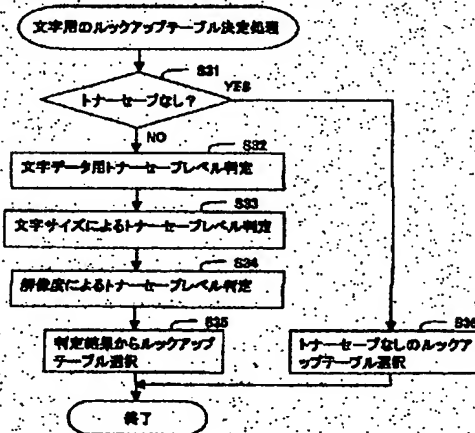 文字用のルックアップテーブル決定処理
S31
トナーセーブなし?
YES
NO
S32
文字データ用トナーセーブレベル判定
S33
文字サイズによるトナーセーブレベル判定
S34
解像度によるトナーセーブレベル判定
S35
判定結果からルックアップ
テーブル選択
S36
トナーセーブなしのルックア
ップテーブル選択
終了